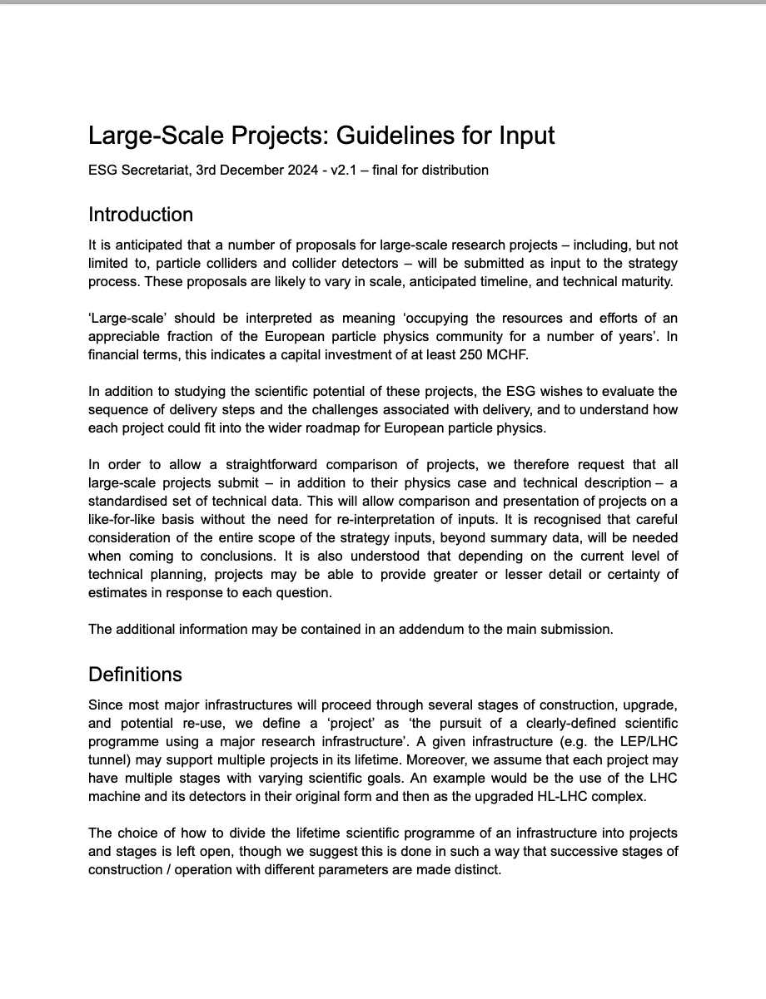 Large-Scale Projects: Guidelines for Input
ESG Secretariat, 3rd December 2024 - v2.1 – final for distribution
Introduction
It is anticipated that a number of proposals for large-scale research projects – including, but not
limited to, particle colliders and collider detectors – will be submitted as input to the strategy
process. These proposals are likely to vary in scale, anticipated timeline, and technical maturity.
‘Large-scale’ should be interpreted as meaning ‘occupying the resources and efforts of an
appreciable fraction of the European particle physics community for a number of years’. In
financial terms, this indicates a capital investment of at least 250 MCHF.
In addition to studying the scientific potential of these projects, the ESG wishes to evaluate the
sequence of delivery steps and the challenges associated with delivery, and to understand how
each project could fit into the wider roadmap for European particle physics.
In order to allow a straightforward comparison of projects, we therefore request that all
large-scale projects submit – in addition to their physics case and technical description – a
standardised set of technical data. This will allow comparison and presentation of projects on a
like-for-like basis without the need for re-interpretation of inputs. It is recognised that careful
consideration of the entire scope of the strategy inputs, beyond summary data, will be needed
when coming to conclusions. It is also understood that depending on the current level of
technical planning, projects may be able to provide greater or lesser detail or certainty of
estimates in response to each question.
The additional information may be contained in an addendum to the main submission.
Definitions
Since most major infrastructures will proceed through several stages of construction, upgrade,
and potential re-use, we define a ‘project’ as ‘the pursuit of a clearly-defined scientific
programme using a major research infrastructure’. A given infrastructure (e.g. the LEP/LHC
tunnel) may support multiple projects in its lifetime. Moreover, we assume that each project may
have multiple stages with varying scientific goals. An example would be the use of the LHC
machine and its detectors in their original form and then as the upgraded HL-LHC complex.
The choice of how to divide the lifetime scientific programme of an infrastructure into projects
and stages is left open, though we suggest this is done in such a way that successive stages of
construction / operation with different parameters are made distinct.